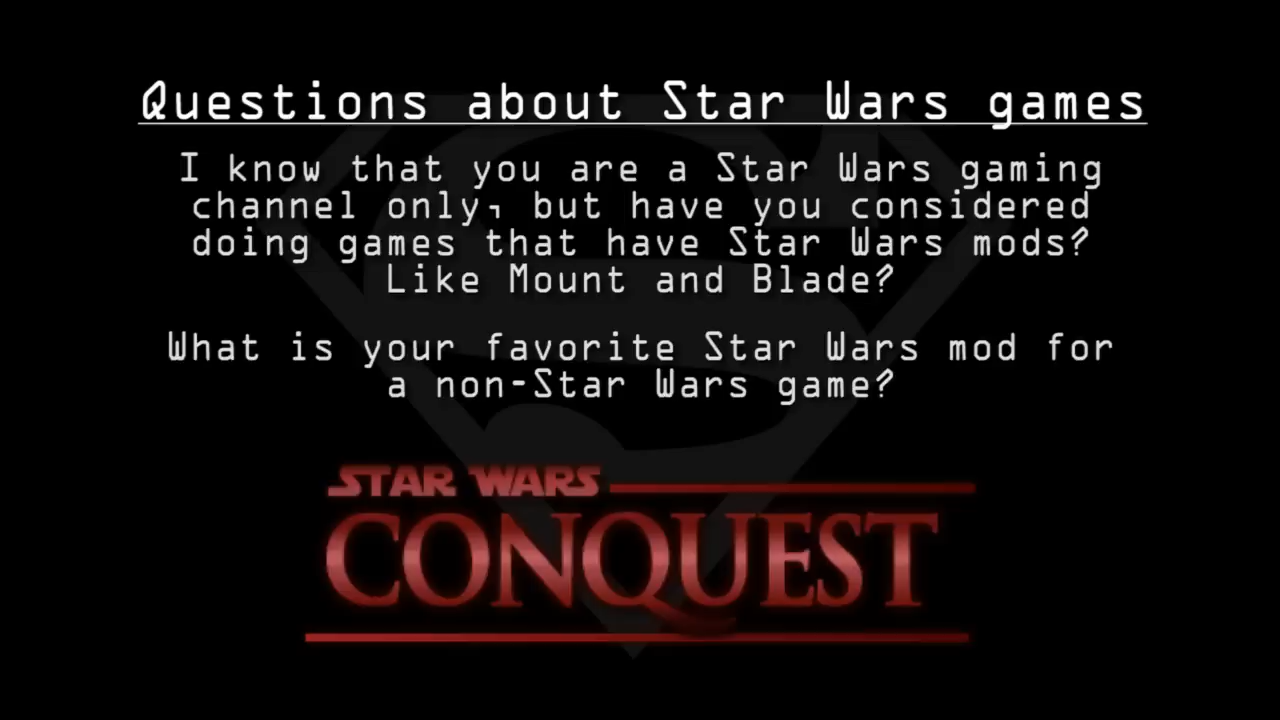 Questions about Star Wars games
I know that you are a Star Wars gaming
channel only, but have you considered
doing games that have Star Wars mods?
Like Mount and Blade?
What is your favorite Star Wars mod for
a non-Star Wars game?
STAR WARS
CONQUEST